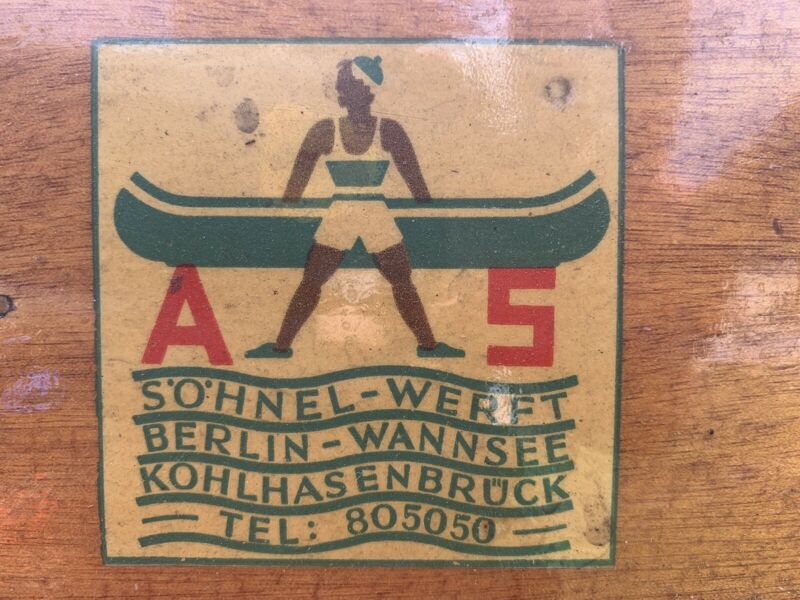 A S
SÖHNEL-WERFT
BERLIN-WANNSEE
KOHLHASENBRÜCK
— TEL: 805050 —